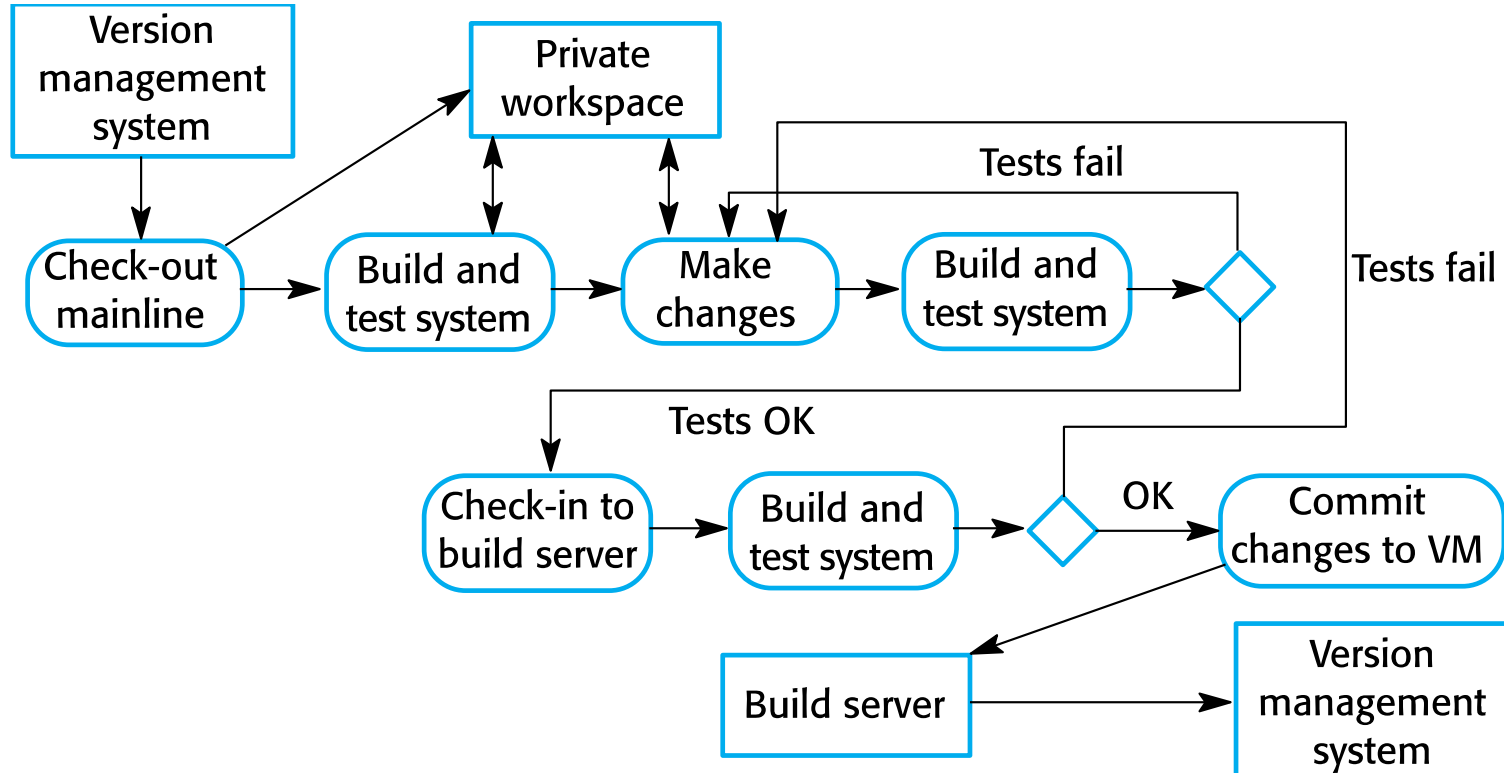 Version
management
system
Private
workspace
Tests fail
Tests fail
Check-out
mainline
Build and
test system
Make
changes
Build and
test system
Tests OK
Check-in to
build server
Build and
test system
OK
Commit
changes to VM
Build server
Version
management
system